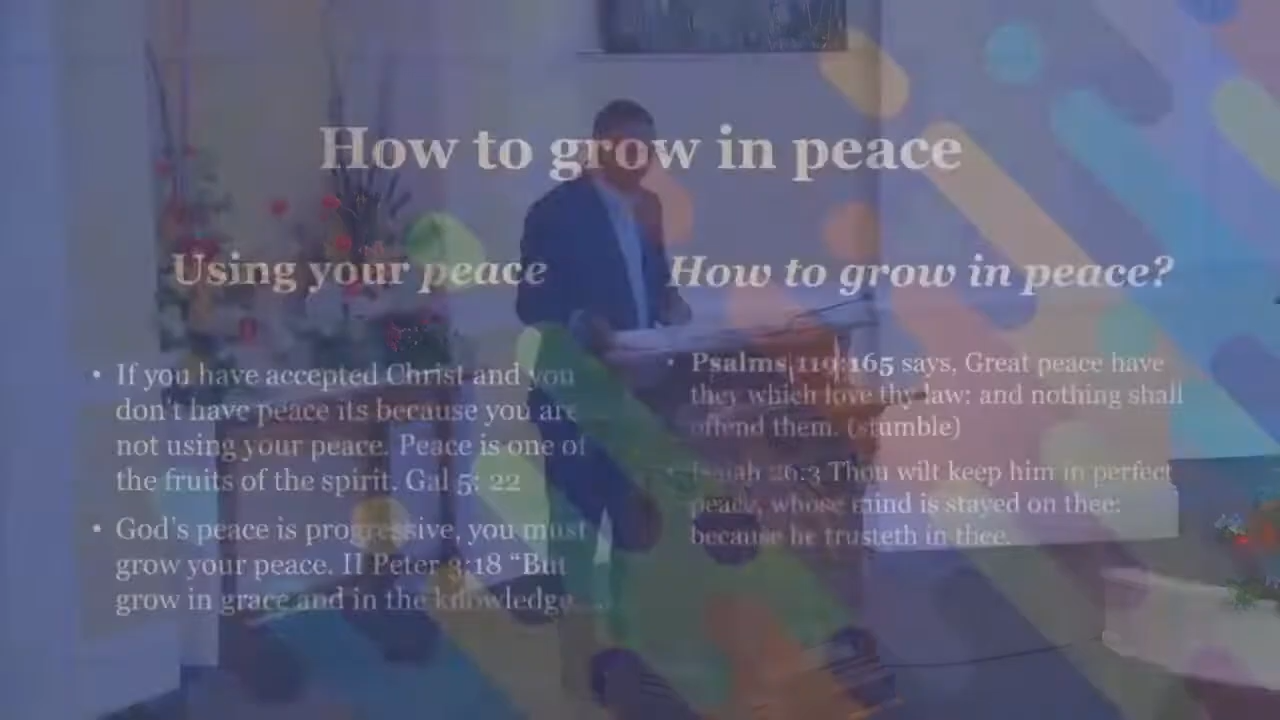 How to grow in peace
Using your peace
• If you have accepted Christ and you
don't have peace its because you are
not using your peace. Peace is one of
the fruits of the spirit. Gal 5: 22
• God's peace is progressive, you must
grow your peace. II Peter 3:18 "But
grow in grace and in the knowledge....
How to grow in peace?
• Psalms 119:165 says, Great peace have
they which love thy law: and nothing shall
offend them. (stumble)
• Isaiah 26:3 Thou wilt keep him in perfect
peace, whose mind is stayed on thee:
because he trusteth in thee.